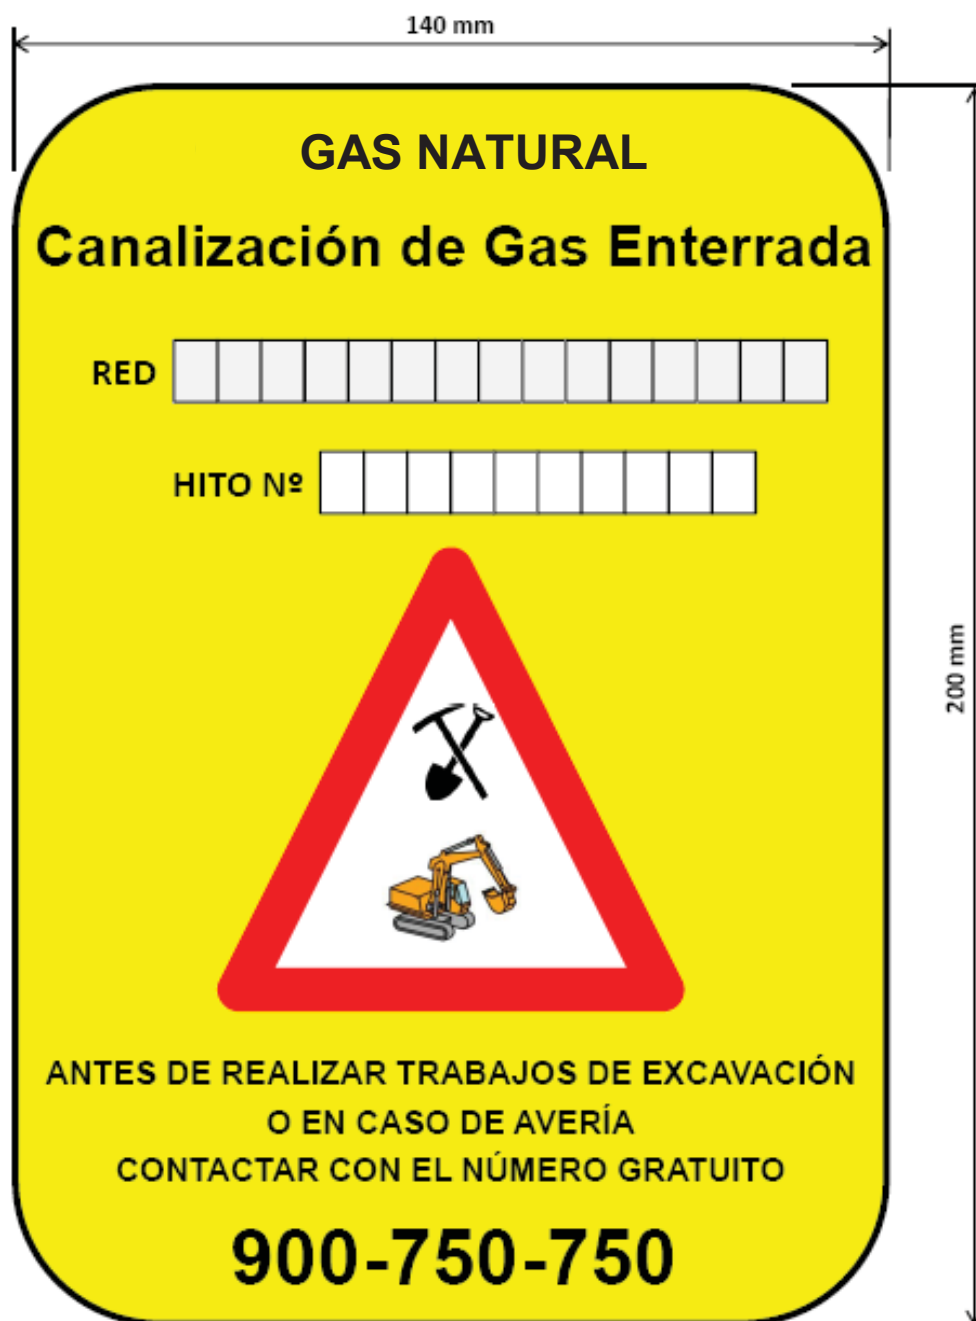 140 mm
GAS NATURAL
Canalización de Gas Enterrada
RED
HITO Nº
200 mm
ANTES DE REALIZAR TRABAJOS DE EXCAVACIÓN
O EN CASO DE AVERÍA
CONTACTAR CON EL NÚMERO GRATUITO
900-750-750